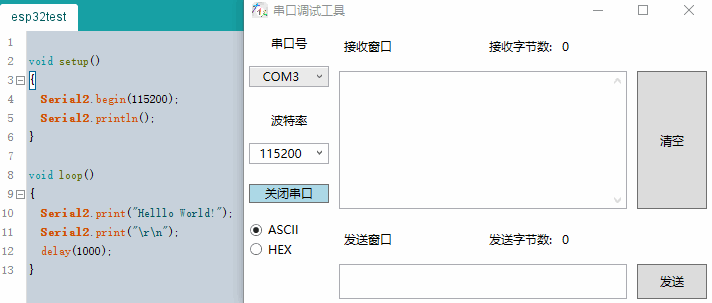 esp32test
1
2 void setup()
3 {
4 Serial2.begin(115200);
5 Serial2.println();
6 }
7
8 void loop()
9 {
10 Serial2.print("Helllo World!");
11 Serial2.print("\r\n");
12 delay(1000);
13 }
串口调试工具
串口号
COM3
波特率
115200
关闭串口
ASCII
HEX
接收窗口 接收字节数: 0
清空
发送窗口 发送字节数: 0
发送